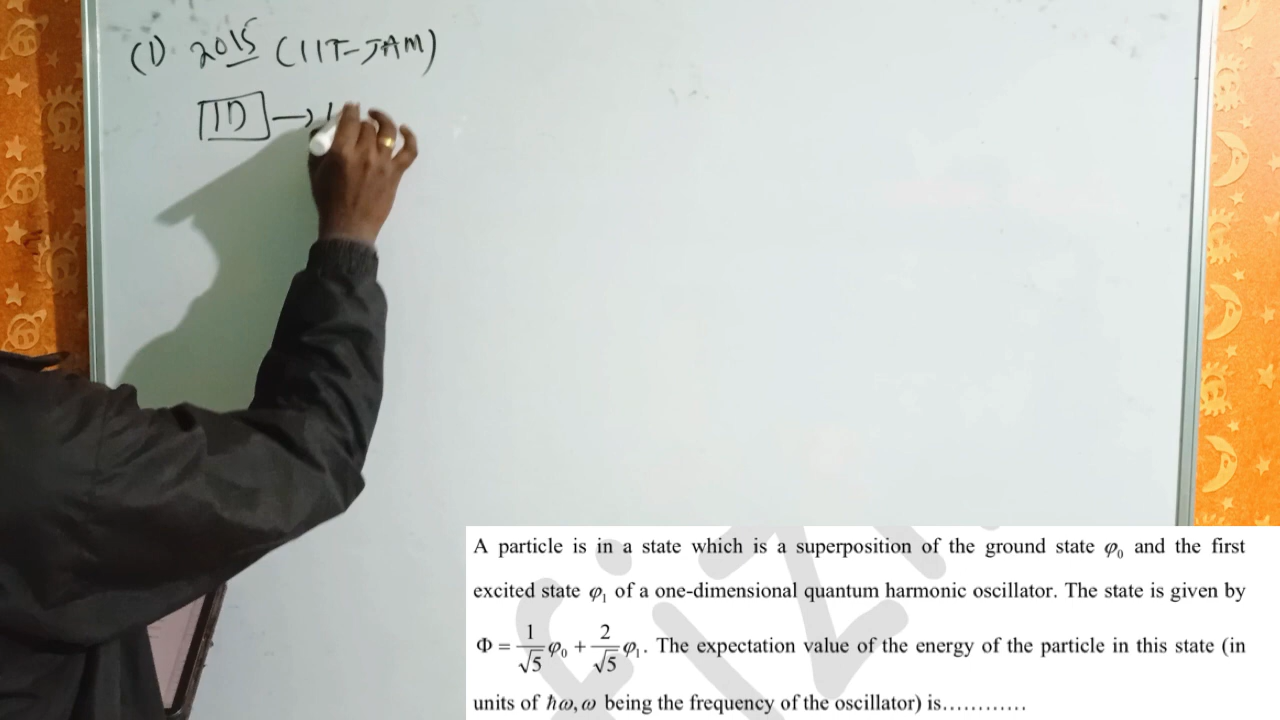 (1) 2015 (IIT-JAM)
1D →
A particle is in a state which is a superposition of the ground state φ₀ and the first
excited state φ₁ of a one-dimensional quantum harmonic oscillator. The state is given by
Φ = 1/√5 φ₀ + 2/√5 φ₁. The expectation value of the energy of the particle in this state (in
units of ħω, ω being the frequency of the oscillator) is............